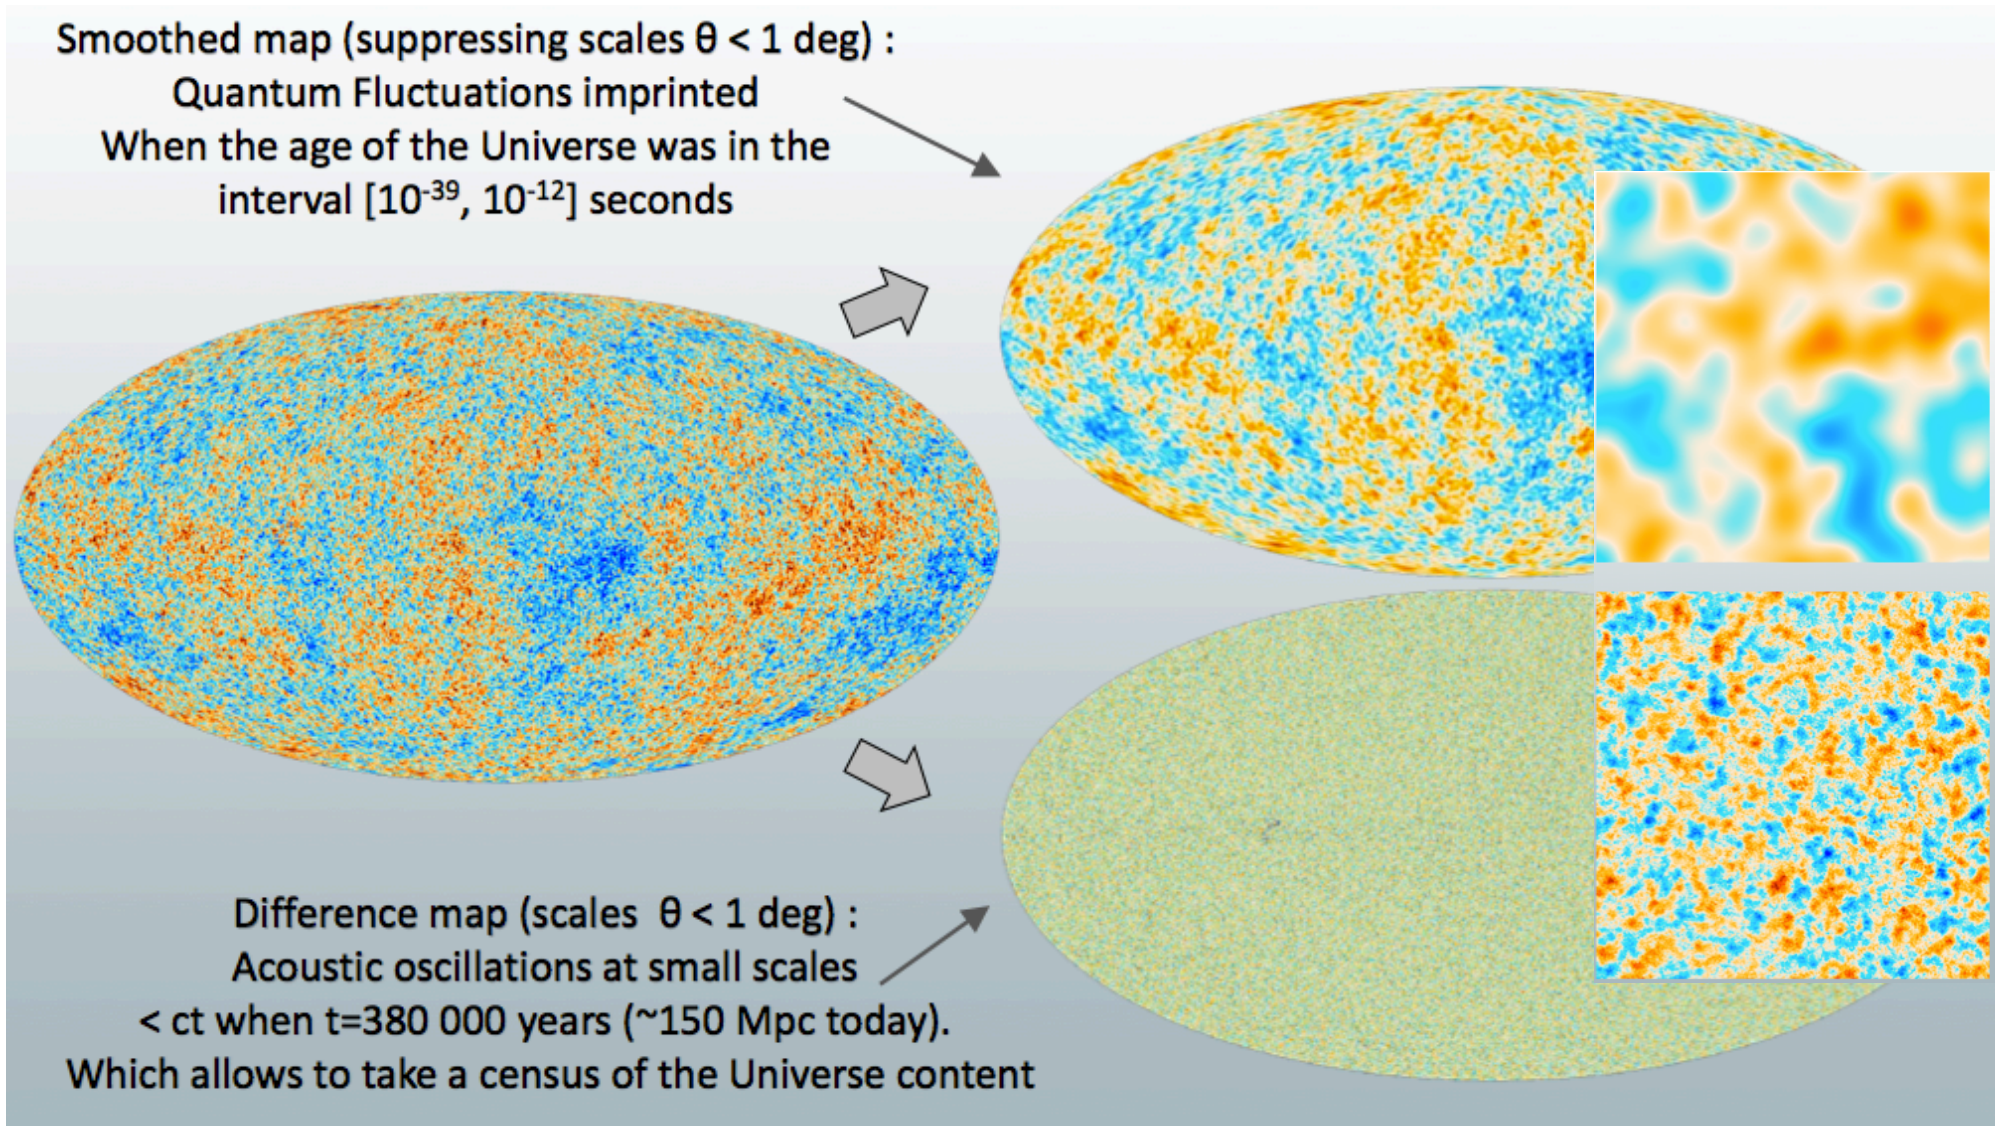 Smoothed map (suppressing scales θ < 1 deg) :
Quantum Fluctuations imprinted
When the age of the Universe was in the
interval [10⁻³⁹, 10⁻¹²] seconds
Difference map (scales θ < 1 deg) :
Acoustic oscillations at small scales
< ct when t=380 000 years (~150 Mpc today).
Which allows to take a census of the Universe content